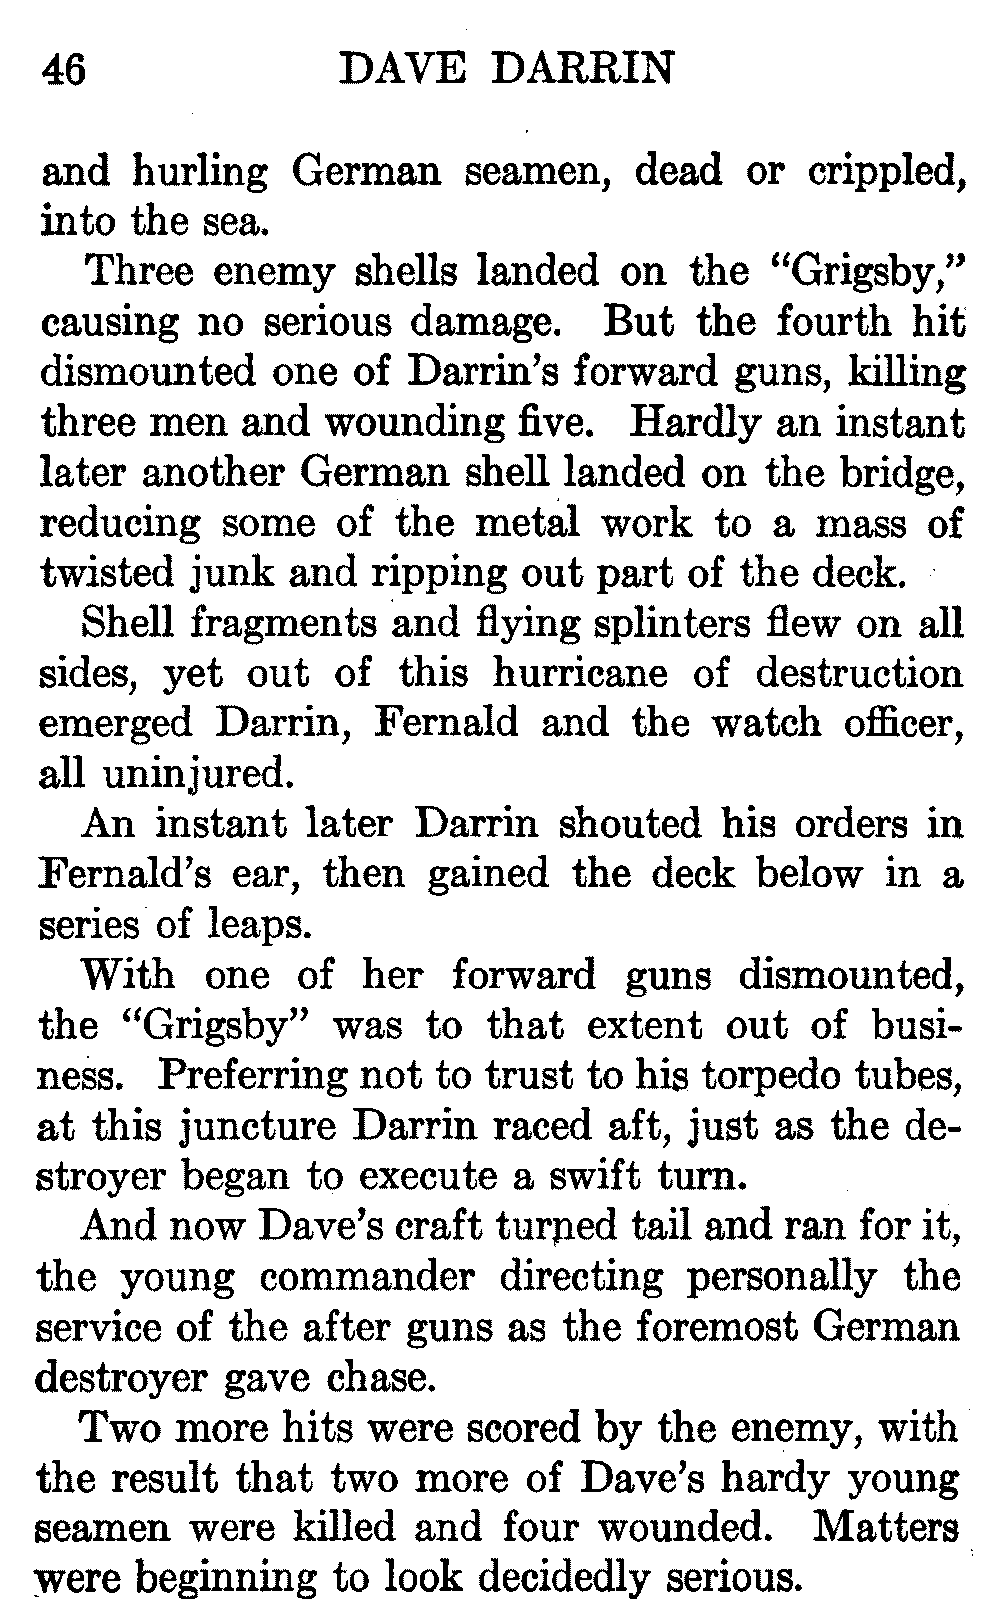 46 DAVE DARRIN
and hurling German seamen, dead or crippled,
into the sea.
Three enemy shells landed on the “Grigsby,”
causing no serious damage. But the fourth hit
dismounted one of Darrin’s forward guns, killing
three men and wounding five. Hardly an instant
later another German shell landed on the bridge,
reducing some of the metal work to a mass of
twisted junk and ripping out part of the deck.
Shell fragments and flying splinters flew on all
sides, yet out of this hurricane of destruction
emerged Darrin, Fernald and the watch officer,
all uninjured.
An instant later Darrin shouted his orders in
Fernald’s ear, then gained the deck below in a
series of leaps.
With one of her forward guns dismounted,
the “Grigsby” was to that extent out of busi-
ness. Preferring not to trust to his torpedo tubes,
at this juncture Darrin raced aft, just as the de-
stroyer began to execute a swift turn.
And now Dave’s craft turned tail and ran for it,
the young commander directing personally the
service of the after guns as the foremost German
destroyer gave chase.
Two more hits were scored by the enemy, with
the result that two more of Dave’s hardy young
seamen were killed and four wounded. Matters
were beginning to look decidedly serious.